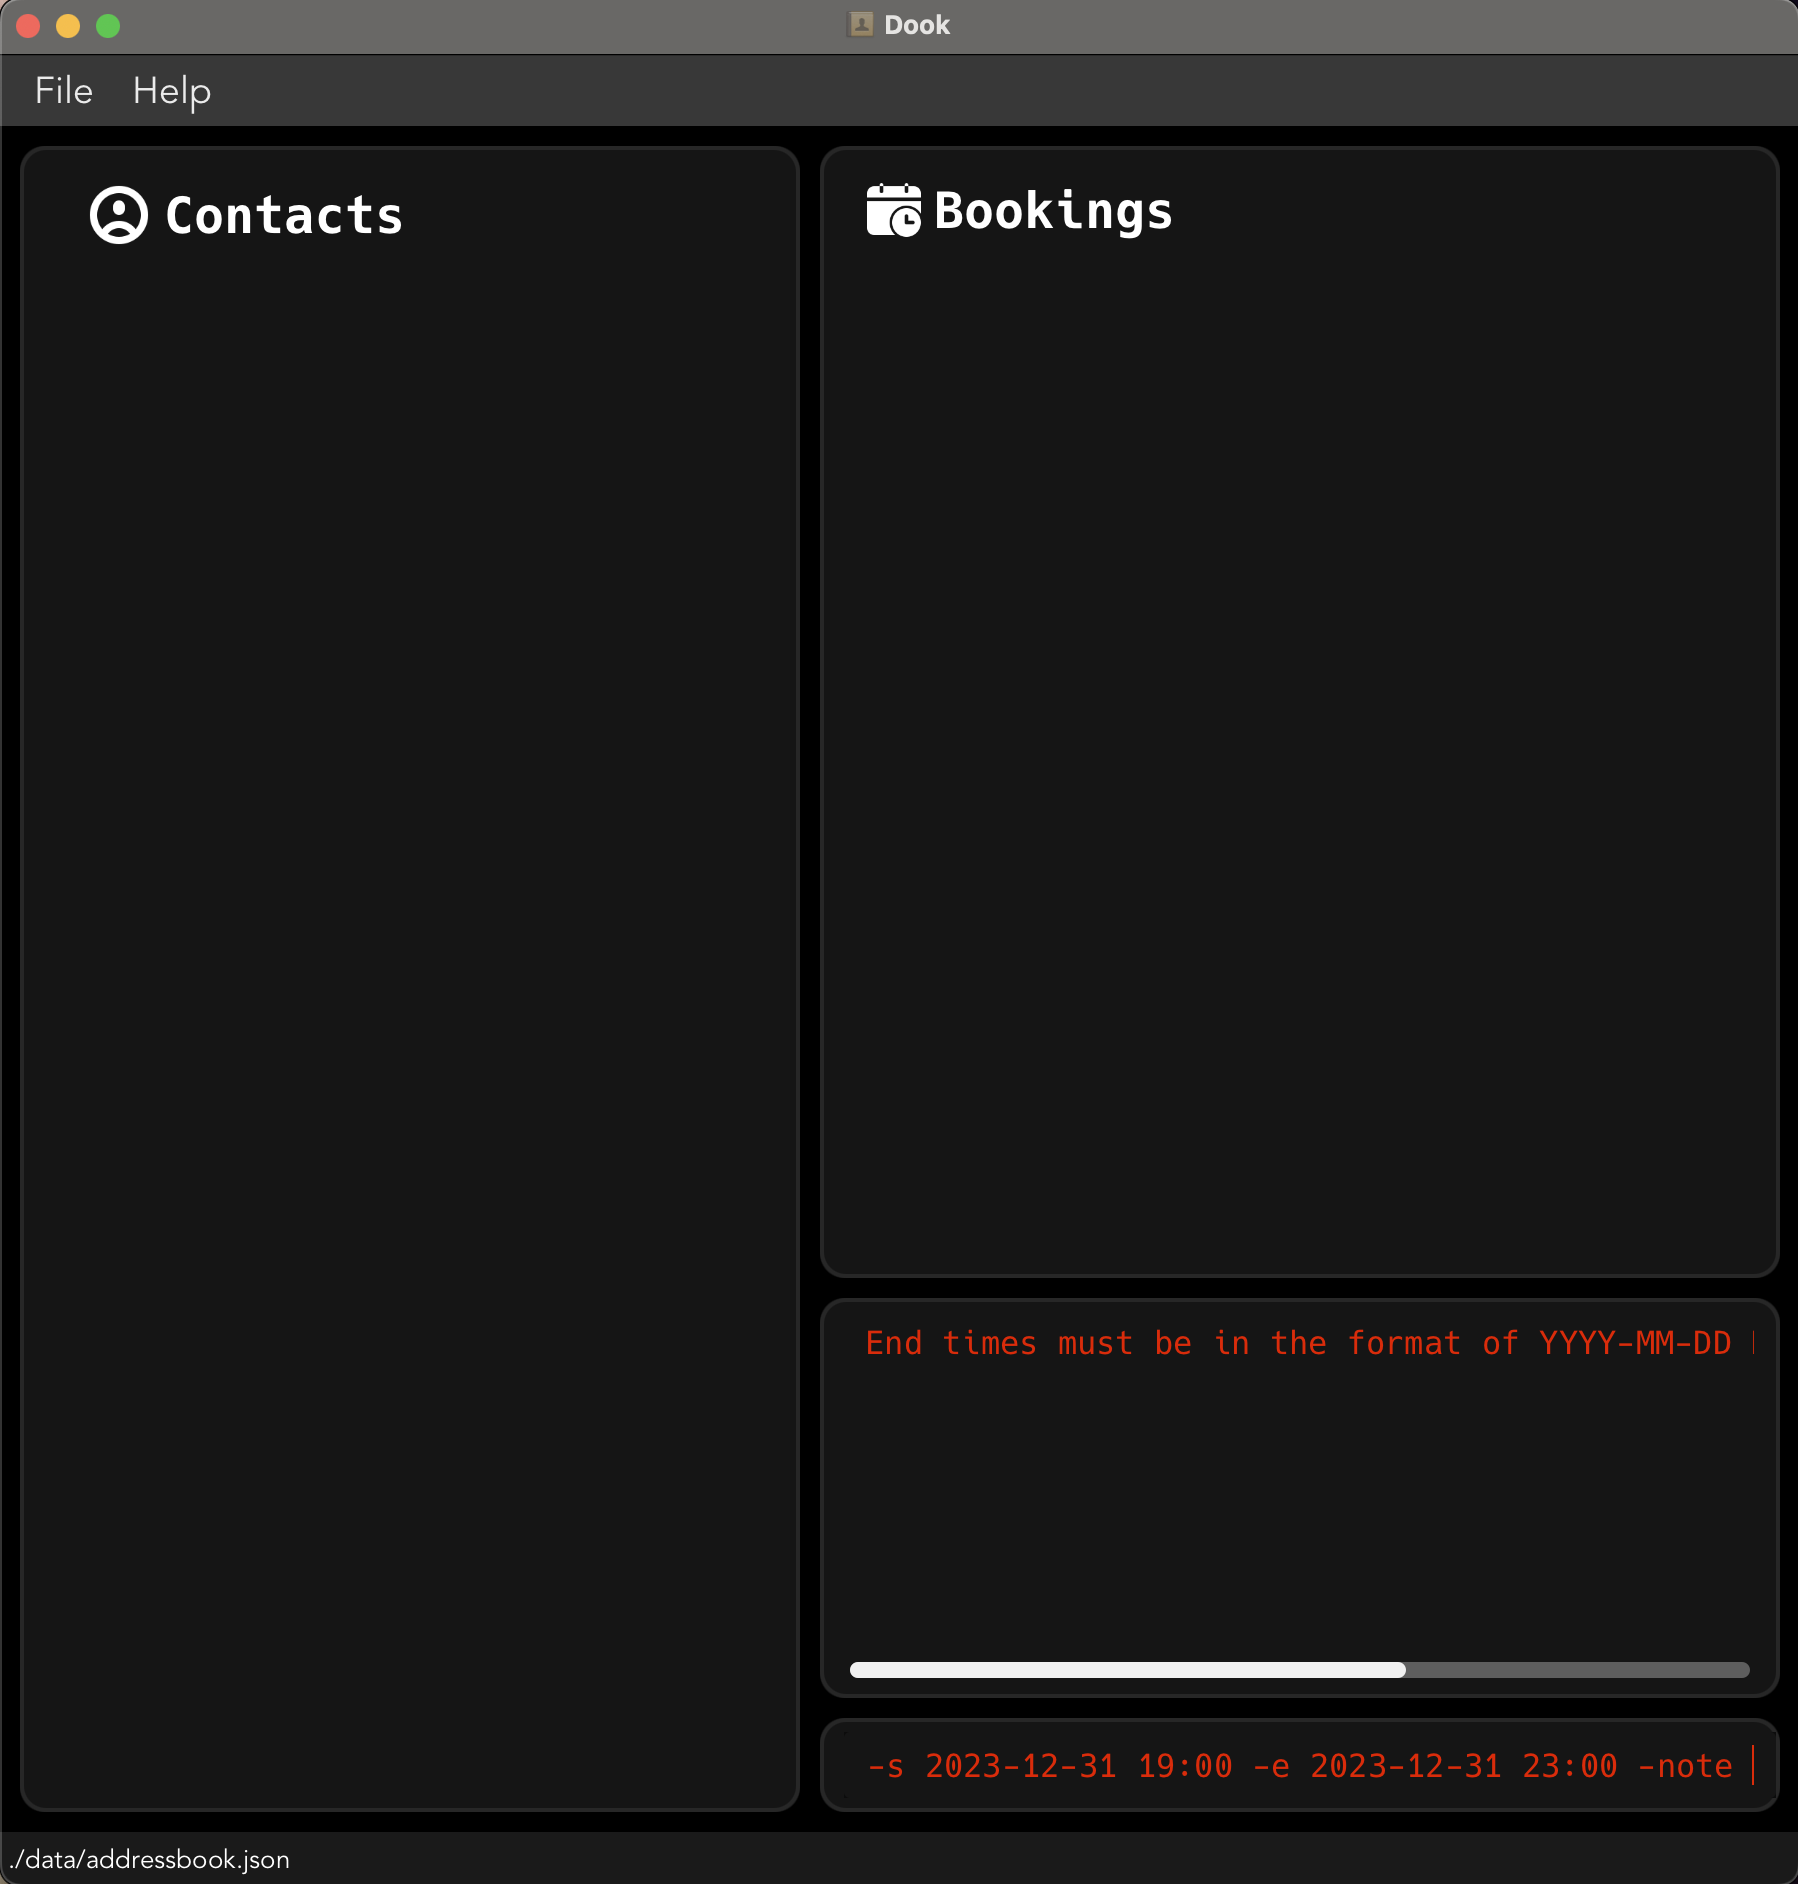 Dook
File Help
Contacts
Bookings
End times must be in the format of YYYY-MM-DD
-s 2023-12-31 19:00 -e 2023-12-31 23:00 -note
./data/addressbook.json